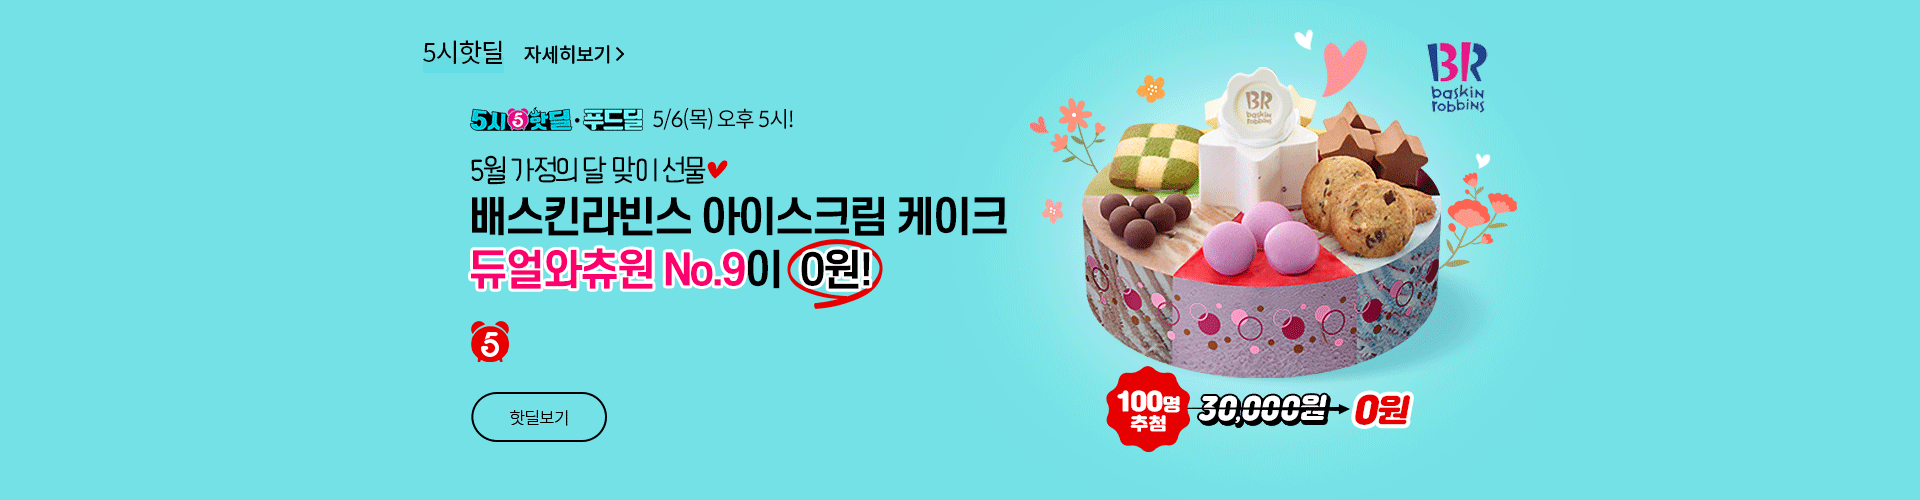 5시핫딜 자세히보기 >
5시 5 핫딜 · 푸드딜 5/6(목) 오후 5시!
5월 가정의 달 맞이 선물
배스킨라빈스 아이스크림 케이크
듀얼와츄원 No.9이 0원!
5
핫딜보기
BR
baskin
robbins
BR
baskin
robbins
100명
추첨
30,000원 → 0원